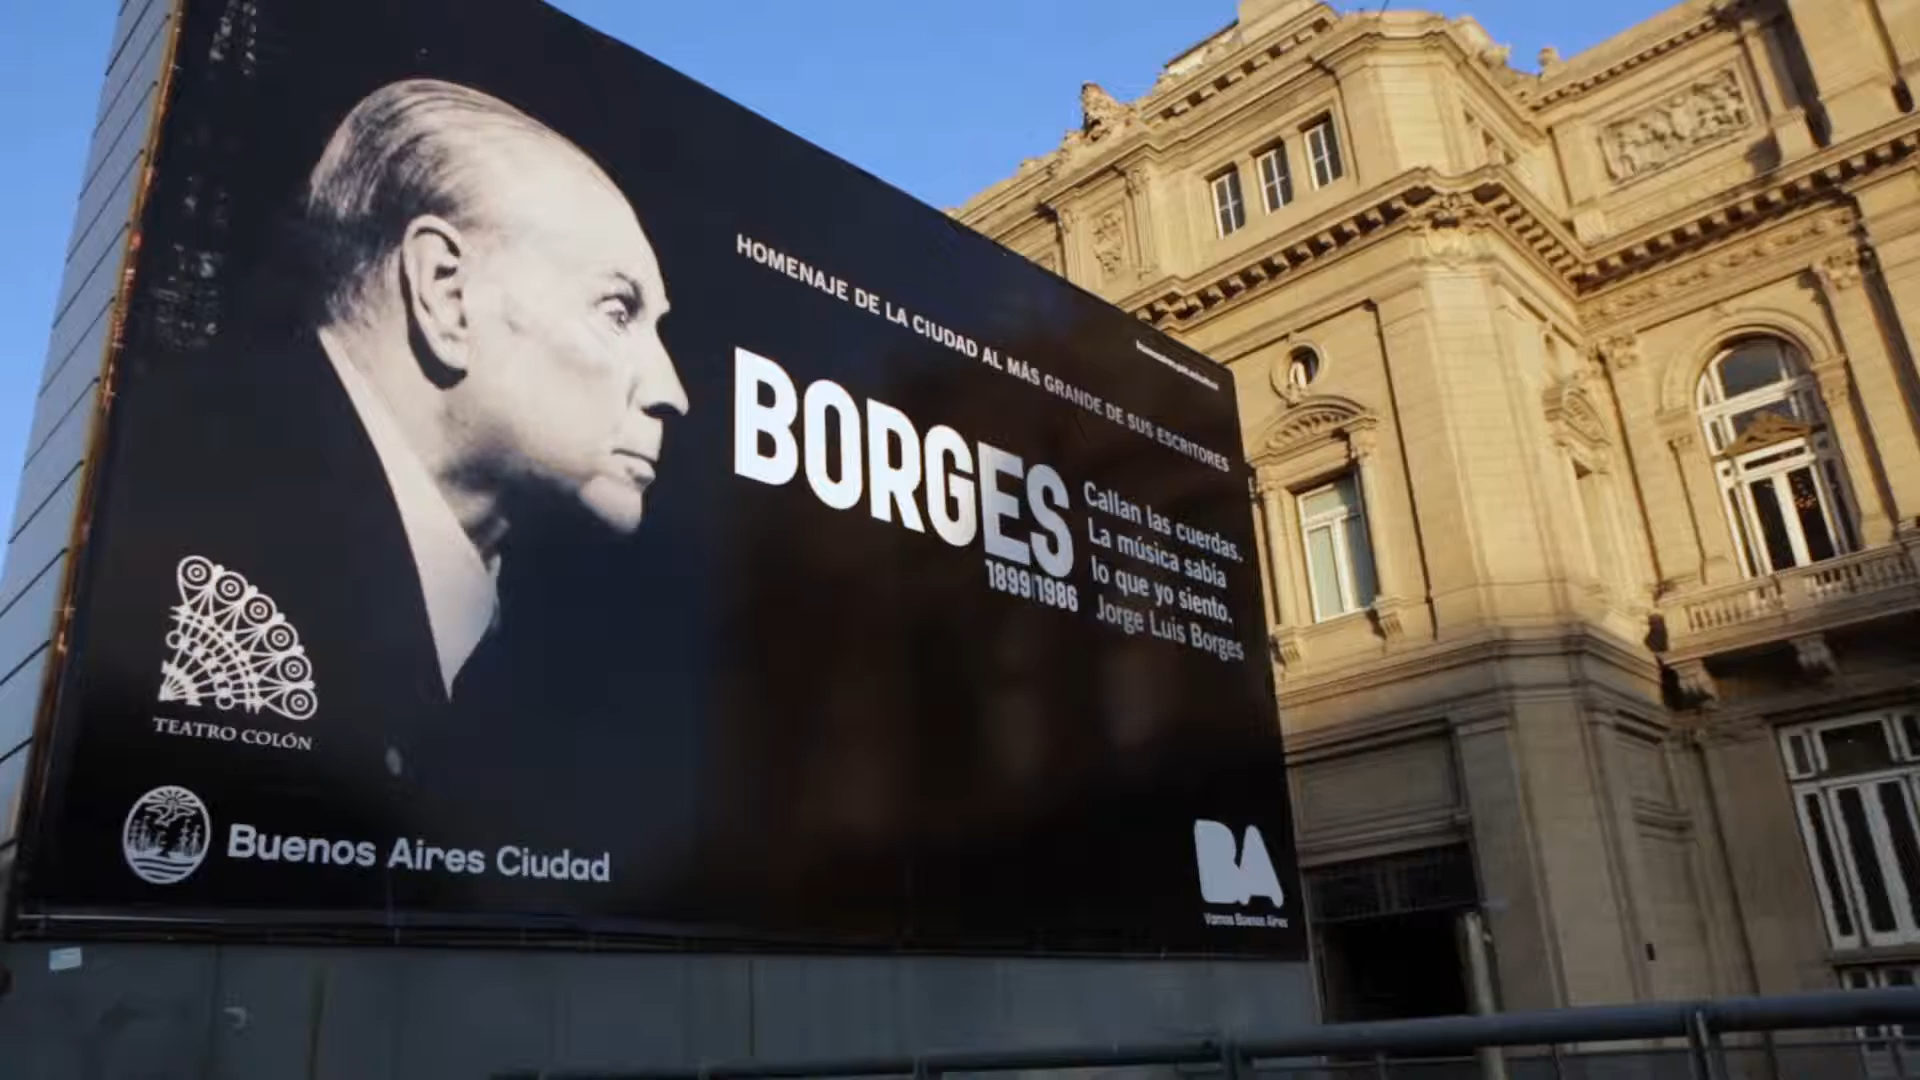 HOMENAJE DE LA CIUDAD AL MÁS GRANDE DE SUS ESCRITORES
BORGES
1899 1986
Callan las cuerdas.
La música sabía
lo que yo siento.
Jorge Luis Borges
TEATRO COLÓN
Buenos Aires Ciudad
BA
Vamos Buenos Aires